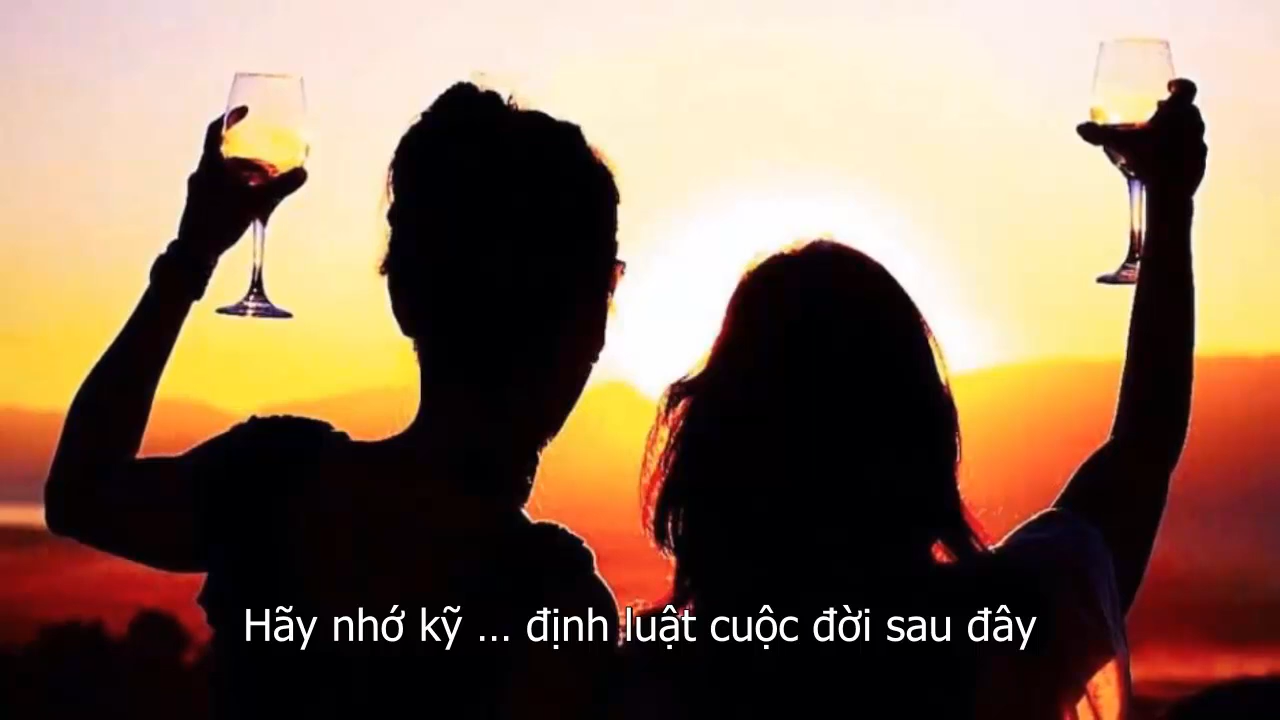 Hãy nhớ kỹ ... định luật cuộc đời sau đây